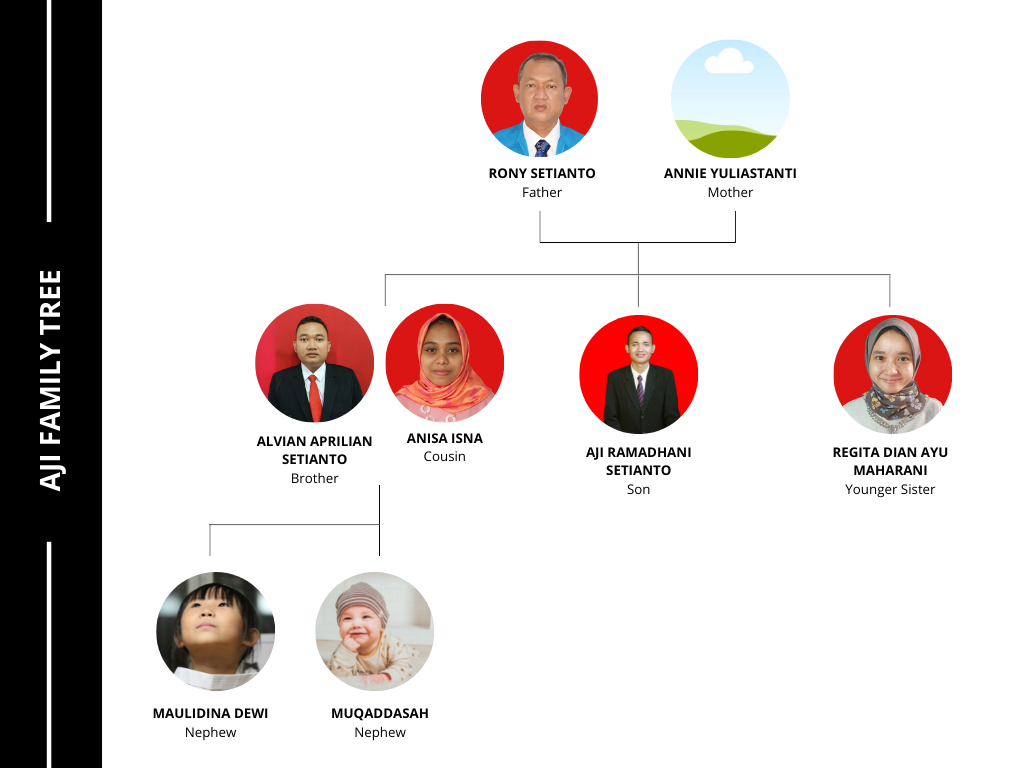 AJI FAMILY TREE
RONY SETIANTO
Father
ANNIE YULIASTANTI
Mother
ALVIAN APRILIAN
SETIANTO
Brother
ANISA ISNA
Cousin
AJI RAMADHANI
SETIANTO
Son
REGITA DIAN AYU
MAHARANI
Younger Sister
MAULIDINA DEWI
Nephew
MUQADDASAH
Nephew